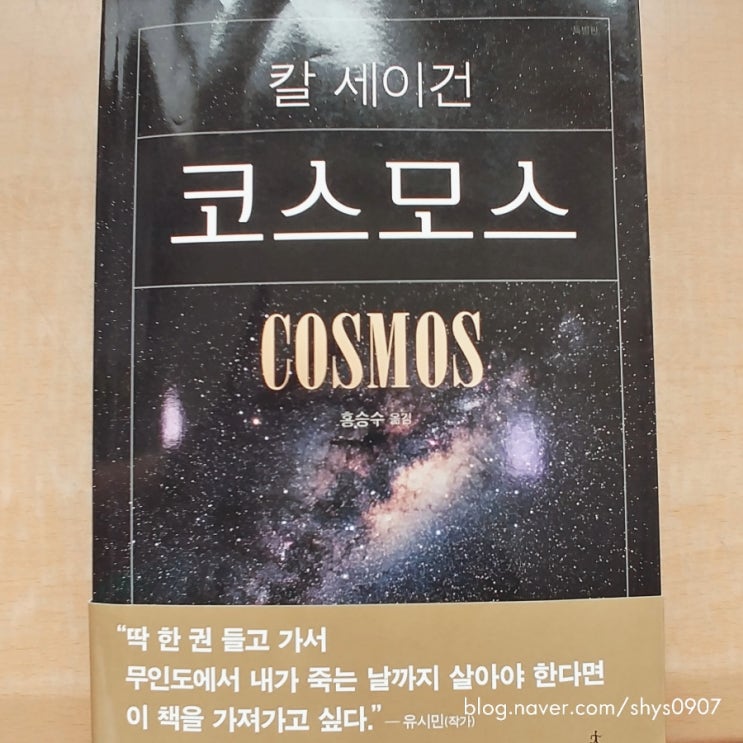 특별판
칼 세이건
코스모스
COSMOS
홍승수 옮김
“딱 한 권 들고 가서
무인도에서 내가 죽는 날까지 살아야 한다면
이 책을 가져가고 싶다.” — 유시민(작가)
blog.naver.com/shys0907